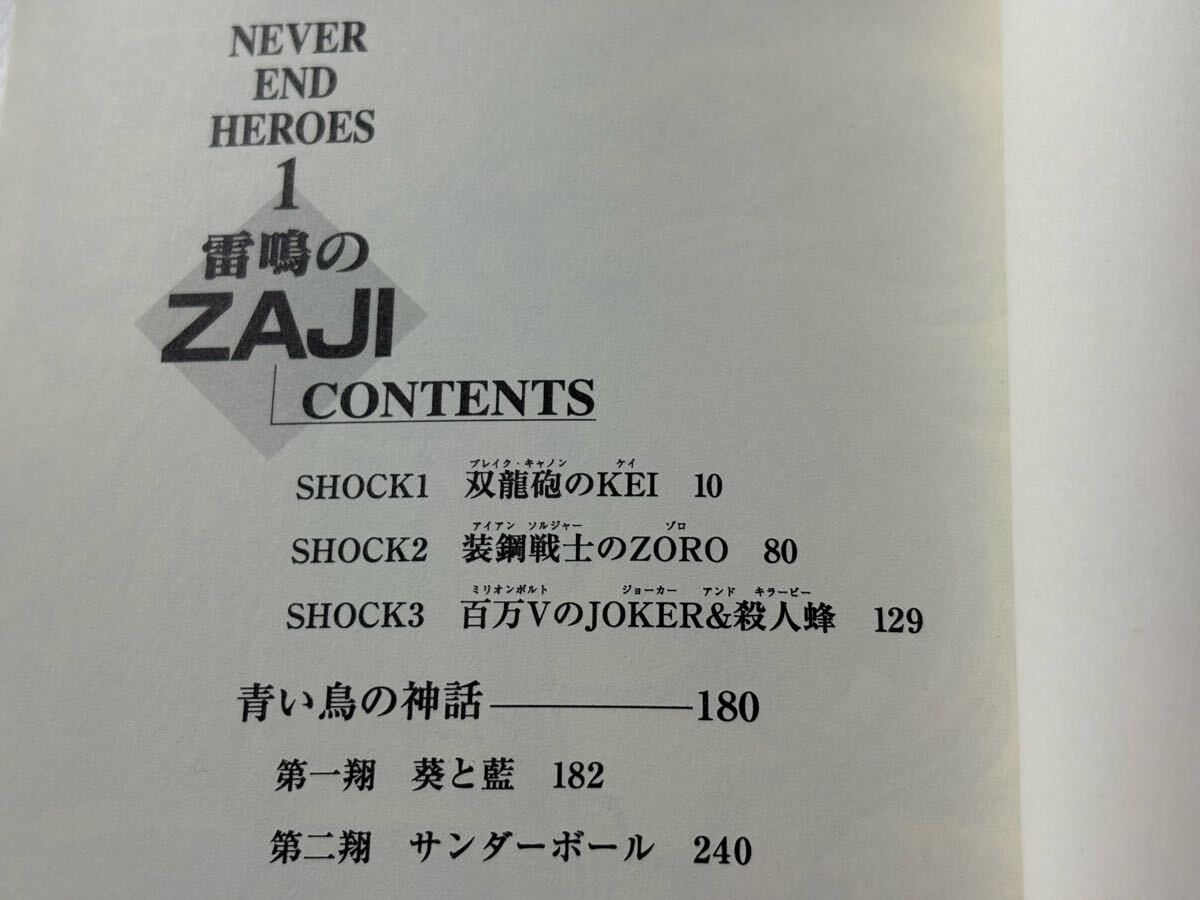 NEVER
END
HEROES
1
雷鳴の
ZAJI
CONTENTS
ブレイク・キャノン ケイ
SHOCK1 双龍砲のKEI 10
アイアン ソルジャー ゾロ
SHOCK2 装鋼戦士のZORO 80
ミリオンボルト ジョーカー アンド キラービー
SHOCK3 百万VのJOKER&殺人蜂 129
青い鳥の神話――――180
第一翔 葵と藍 182
第二翔 サンダーボール 240